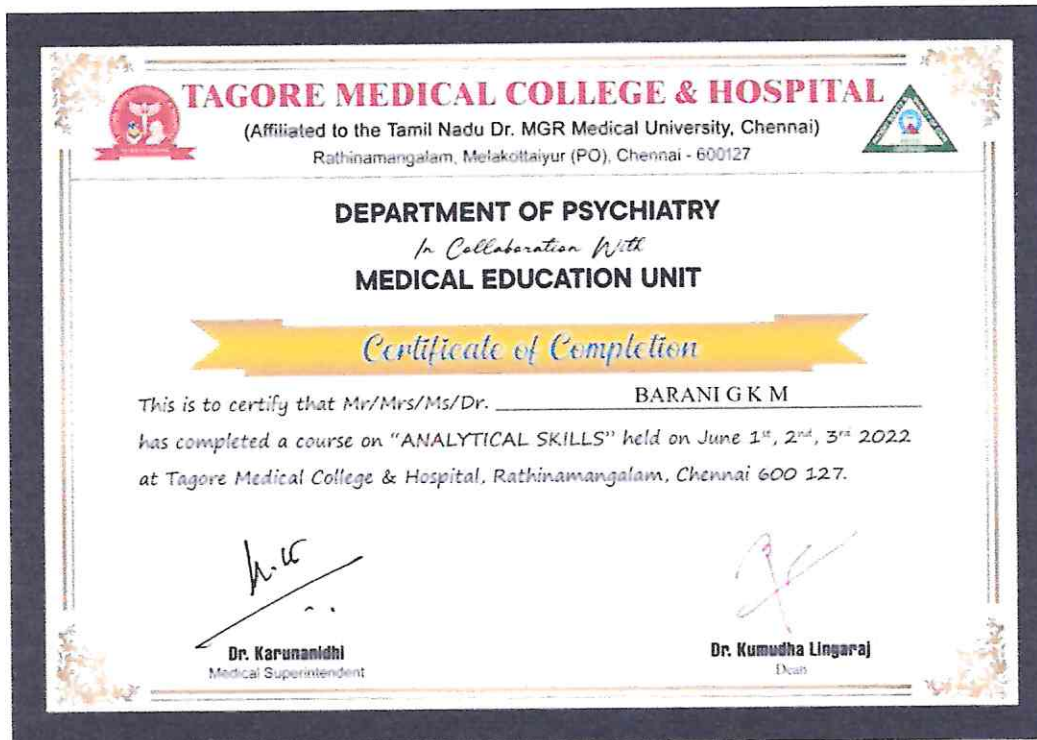 TAGORE MEDICAL COLLEGE & HOSPITAL
(Affiliated to the Tamil Nadu Dr. MGR Medical University, Chennai)
Rathinamangalam, Melakottaiyur (PO), Chennai - 600127
DEPARTMENT OF PSYCHIATRY
In Collaboration With
MEDICAL EDUCATION UNIT
Certificate of Completion
This is to certify that Mr/Mrs/Ms/Dr. BARANI G K M
has completed a course on "ANALYTICAL SKILLS" held on June 1st, 2nd, 3rd 2022
at Tagore Medical College & Hospital, Rathinamangalam, Chennai 600 127.
Dr. Karunanidhi
Medical Superintendent
Dr. Kumudha Lingaraj
Dean